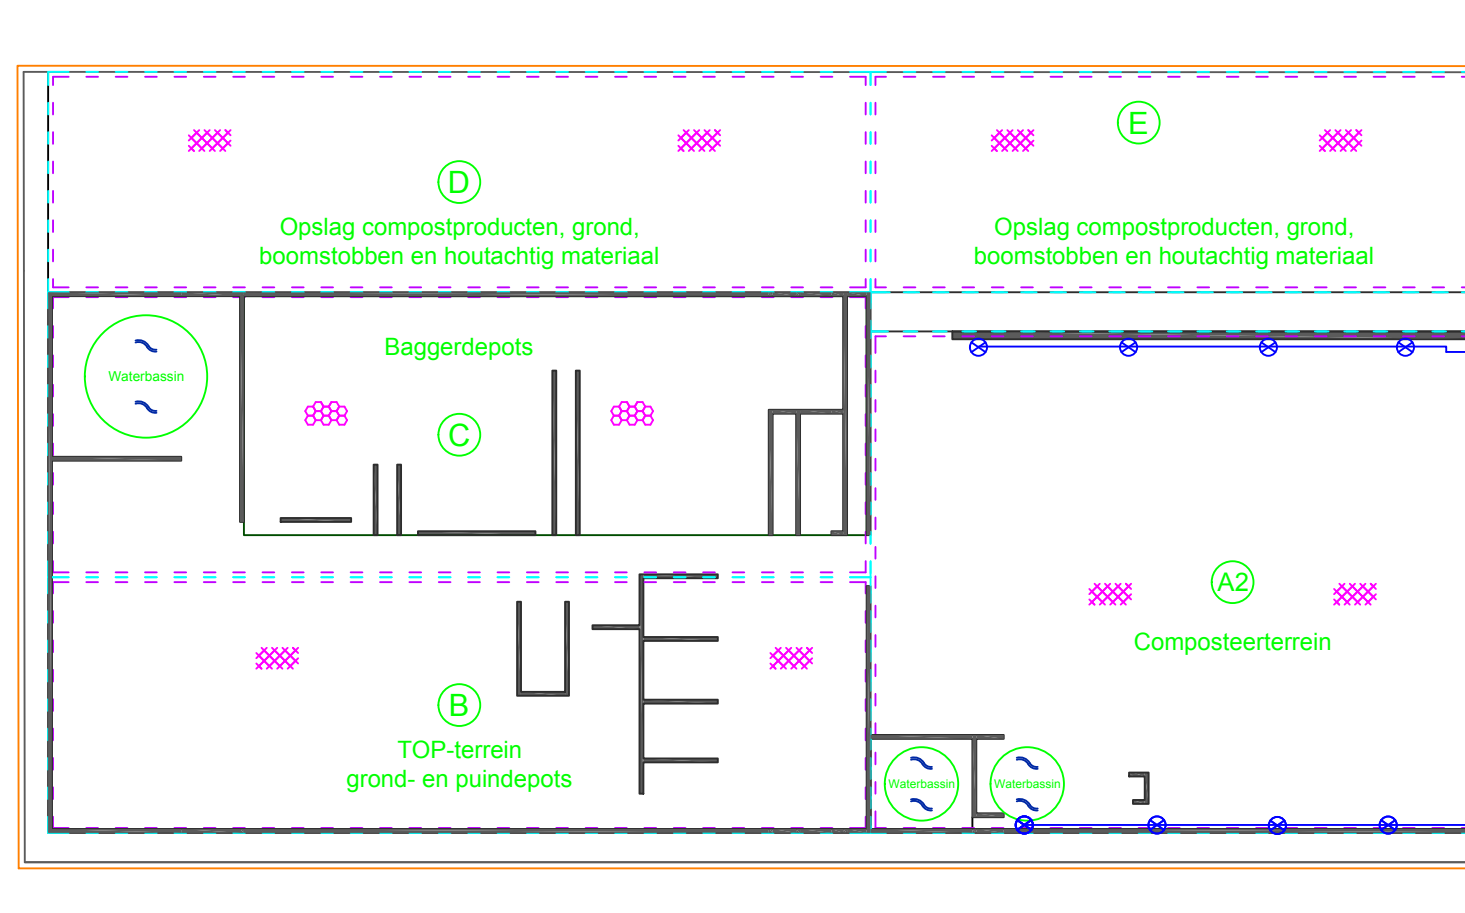 D
Opslag compostproducten, grond,
boomstobben en houtachtig materiaal
E
Opslag compostproducten, grond,
boomstobben en houtachtig materiaal
Waterbassin
Baggerdepots
C
A2
Composteerterrein
B
TOP-terrein
grond- en puindepots
Waterbassin
Waterbassin